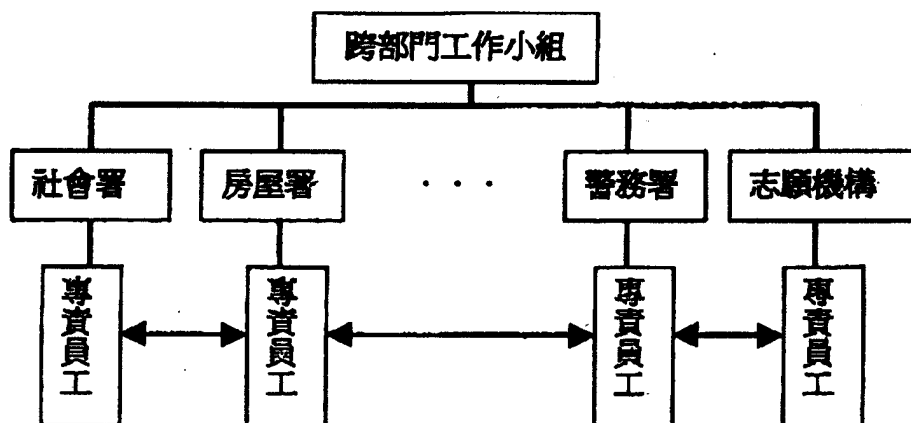 跨部門工作小組
社會署
房屋署
. . .
警務署
志願機構
專責員工
專責員工
專責員工
專責員工